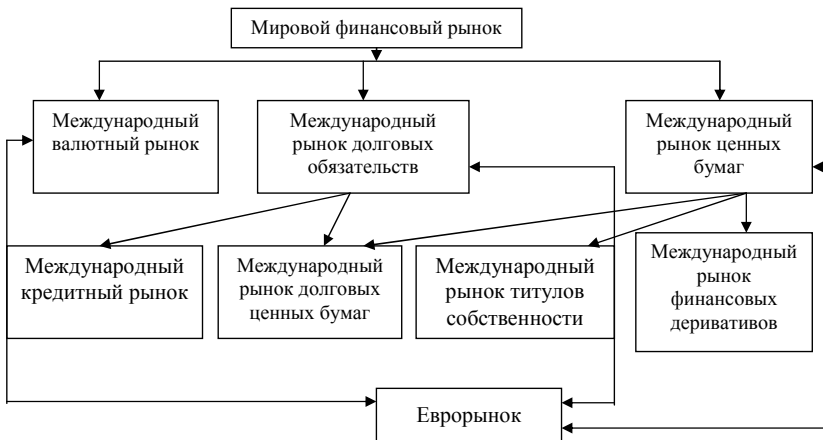 Мировой финансовый рынок
Международный
валютный рынок
Международный
рынок долговых
обязательств
Международный
рынок ценных
бумаг
Международный
кредитный рынок
Международный
рынок долговых
ценных бумаг
Международный
рынок титулов
собственности
Международный
рынок
финансовых
деривативов
Еврорынок